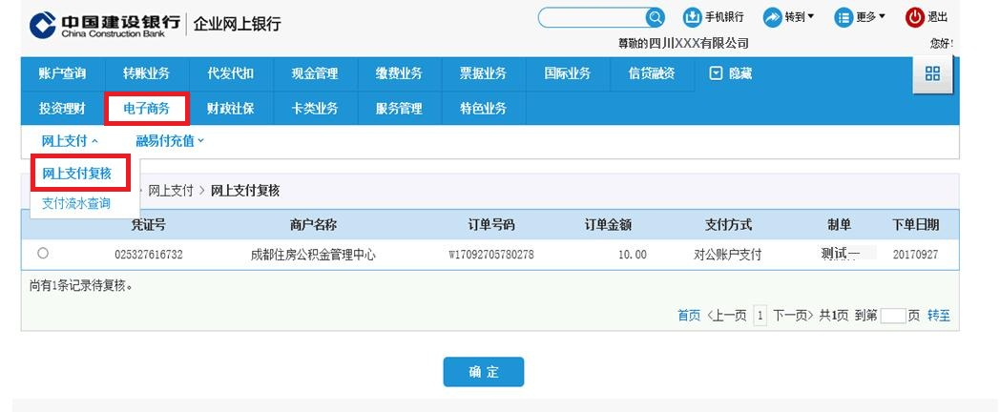 中国建设银行 企业网上银行 手机银行 转到 更多 退出
China Construction Bank
尊敬的四川XXX有限公司 您好!
账户查询 转账业务 代发代扣 现金管理 缴费业务 票据业务 国际业务 信贷融资 隐藏
投资理财 电子商务 财政社保 卡类业务 服务管理 特色业务
网上支付 融易付充值
网上支付复核
> 网上支付 > 网上支付复核
支付流水查询
凭证号 商户名称 订单号码 订单金额 支付方式 制单 下单日期
025327616732 成都住房公积金管理中心 W17092705780278 10.00 对公账户支付 测试一 20170927
尚有1条记录待复核。
首页 〈上一页 1 下一页〉 共1页 到第 页 转至
确 定